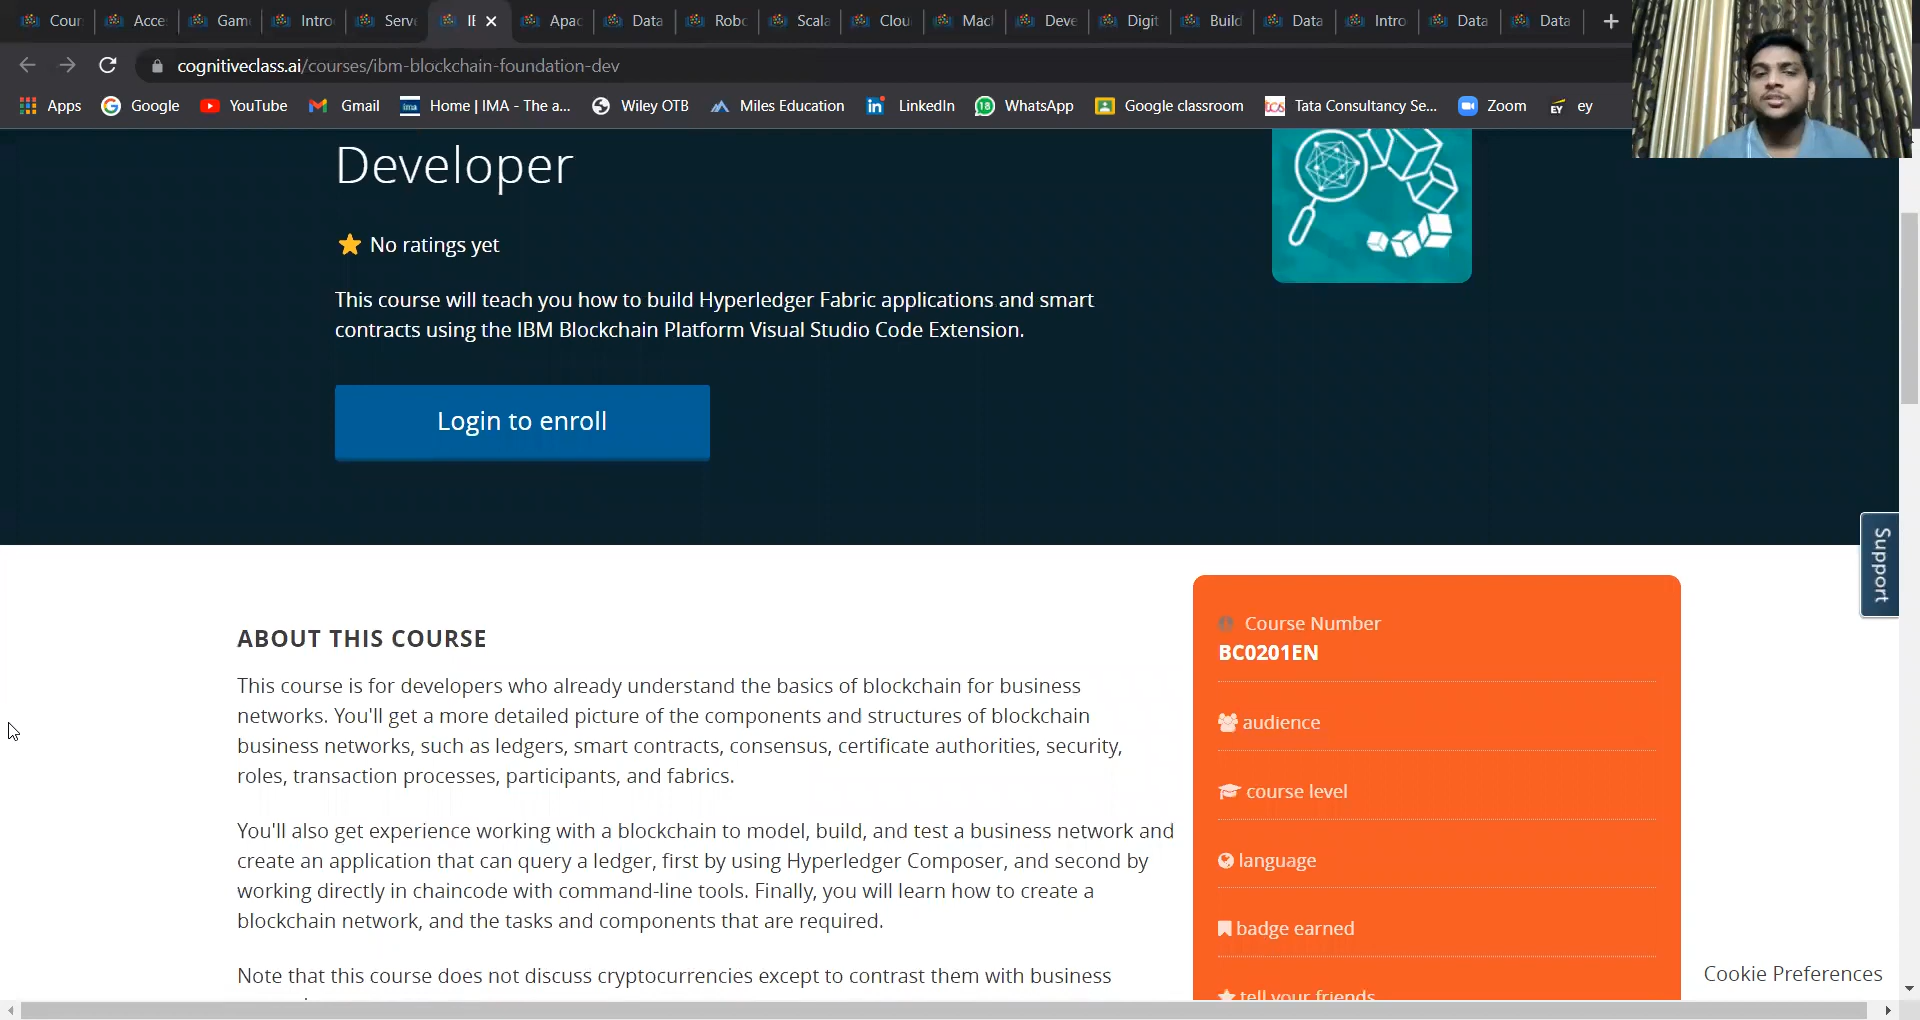 Cour
Acce
Gam
Intro
Serve
IE
Apac
Data
Robo
Scala
Clou
Mach
Deve
Digit
Build
Data
Intro
Data
Data
cognitiveclass.ai/courses/ibm-blockchain-foundation-dev
Apps
Google
YouTube
Gmail
ima
Home | IMA - The a...
Wiley OTB
Miles Education
in
LinkedIn
18
WhatsApp
Google classroom
tcs
Tata Consultancy Se...
Zoom
EY
ey
Developer
No ratings yet
This course will teach you how to build Hyperledger Fabric applications and smart
contracts using the IBM Blockchain Platform Visual Studio Code Extension.
Login to enroll
Support
ABOUT THIS COURSE
This course is for developers who already understand the basics of blockchain for business
networks. You'll get a more detailed picture of the components and structures of blockchain
business networks, such as ledgers, smart contracts, consensus, certificate authorities, security,
roles, transaction processes, participants, and fabrics.
You'll also get experience working with a blockchain to model, build, and test a business network and
create an application that can query a ledger, first by using Hyperledger Composer, and second by
working directly in chaincode with command-line tools. Finally, you will learn how to create a
blockchain network, and the tasks and components that are required.
Note that this course does not discuss cryptocurrencies except to contrast them with business
Course Number
BC0201EN
audience
course level
language
badge earned
tell your friends
Cookie Preferences